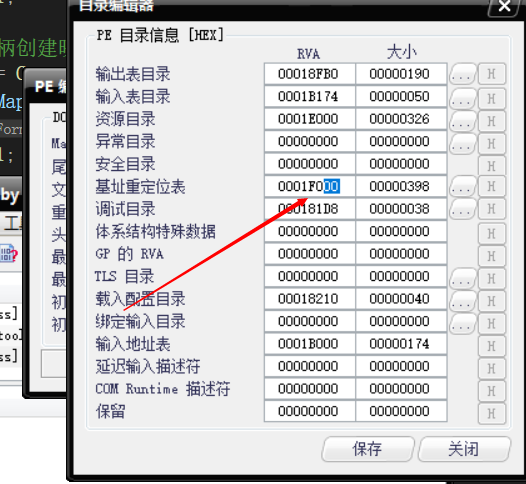 目录编辑器
PE 目录信息 [HEX]
RVA 大小
输出表目录 00018FB0 00000190 ... H
输入表目录 0001B174 00000050 ... H
资源目录 0001E000 00000326 ... H
异常目录 00000000 00000000 ... H
安全目录 00000000 00000000 H
基址重定位表 0001F000 00000398 ... H
调试目录 000181D8 00000038 ... H
体系结构特殊数据 00000000 00000000 H
GP 的 RVA 00000000 00000000 H
TLS 目录 00000000 00000000 ... H
载入配置目录 00018210 00000040 ... H
绑定输入目录 00000000 00000000 ... H
输入地址表 0001B000 00000174 H
延迟输入描述符 00000000 00000000 H
COM Runtime 描述符 00000000 00000000 H
保留 00000000 00000000 H
保存 关闭
柄创建
Map
For
l;
PE 编
DO
Ma
尾
文
重
头
最
最
初
初
by
工
ss]
tool
ss]